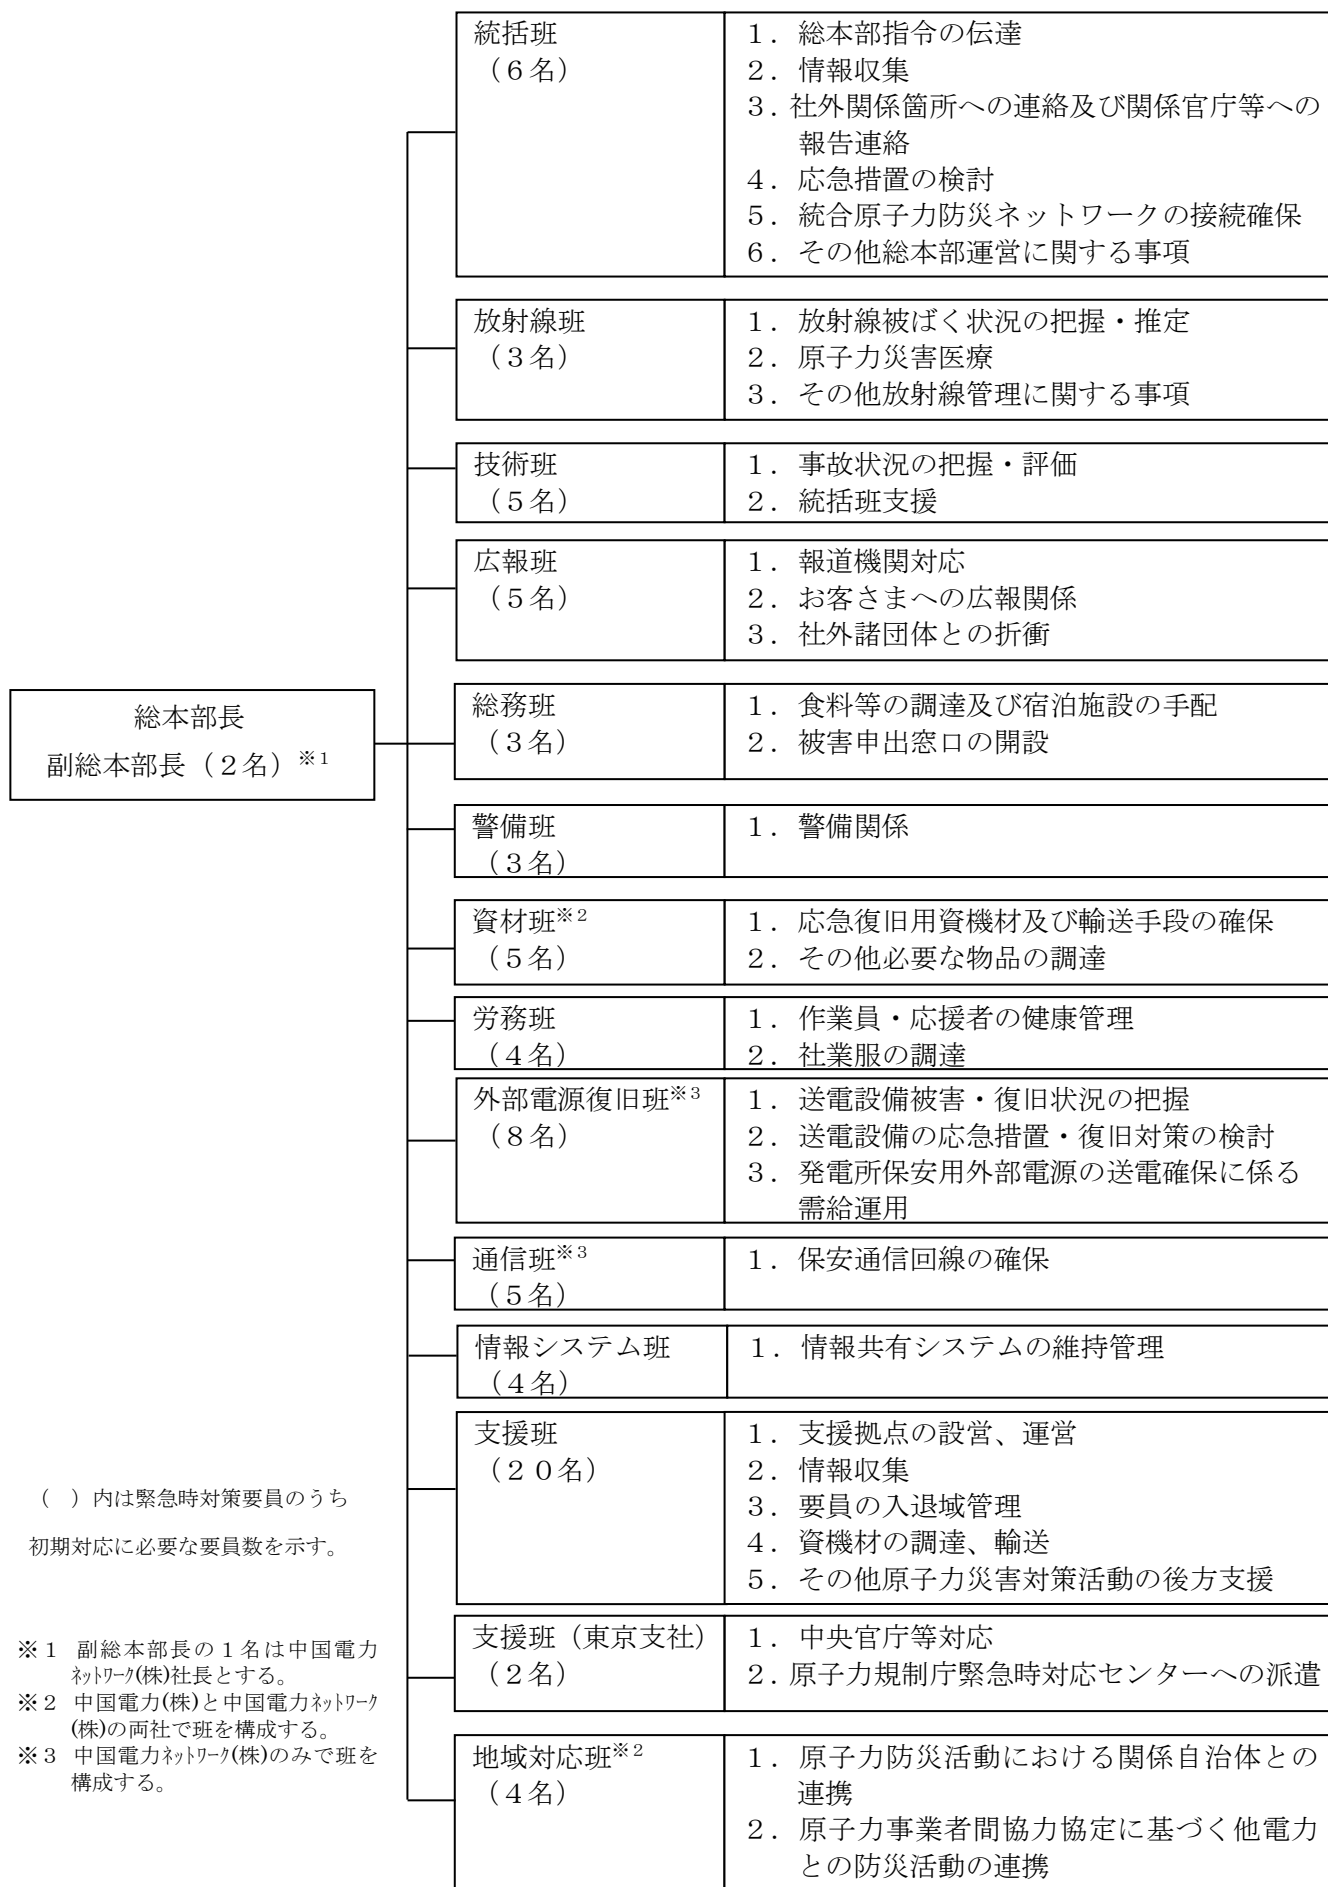 統括班
（６名）
１．総本部指令の伝達
２．情報収集
３．社外関係箇所への連絡及び関係官庁等への
報告連絡
４．応急措置の検討
５．統合原子力防災ネットワークの接続確保
６．その他総本部運営に関する事項
放射線班
（３名）
１．放射線被ばく状況の把握・推定
２．原子力災害医療
３．その他放射線管理に関する事項
技術班
（５名）
１．事故状況の把握・評価
２．統括班支援
広報班
（５名）
１．報道機関対応
２．お客さまへの広報関係
３．社外諸団体との折衝
総本部長
副総本部長（２名）※1
総務班
（３名）
１．食料等の調達及び宿泊施設の手配
２．被害申出窓口の開設
警備班
（３名）
１．警備関係
資材班※2
（５名）
１．応急復旧用資機材及び輸送手段の確保
２．その他必要な物品の調達
労務班
（４名）
１．作業員・応援者の健康管理
２．社業服の調達
外部電源復旧班※3
（８名）
１．送電設備被害・復旧状況の把握
２．送電設備の応急措置・復旧対策の検討
３．発電所保安用外部電源の送電確保に係る
需給運用
通信班※3
（５名）
１．保安通信回線の確保
情報システム班
（４名）
１．情報共有システムの維持管理
支援班
（２０名）
１．支援拠点の設営、運営
２．情報収集
３．要員の入退域管理
４．資機材の調達、輸送
５．その他原子力災害対策活動の後方支援
支援班（東京支社）
（２名）
１．中央官庁等対応
２．原子力規制庁緊急時対応センターへの派遣
地域対応班※2
（４名）
１．原子力防災活動における関係自治体との
連携
２．原子力事業者間協力協定に基づく他電力
との防災活動の連携
（　）内は緊急時対策要員のうち
初期対応に必要な要員数を示す。
※１　副総本部長の１名は中国電力
ﾈｯﾄﾜｰｸ(株)社長とする。
※２　中国電力(株)と中国電力ﾈｯﾄﾜｰｸ
(株)の両社で班を構成する。
※３　中国電力ﾈｯﾄﾜｰｸ(株)のみで班を
構成する。